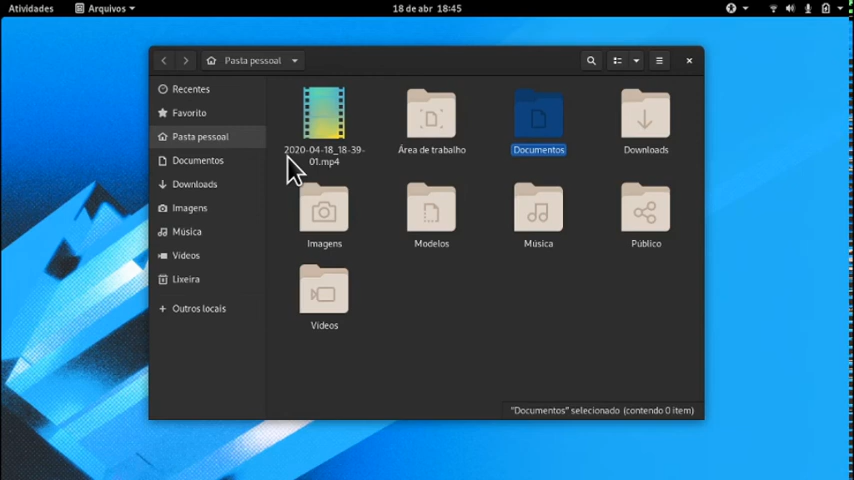 Atividades
Arquivos
18 de abr 18:45
Pasta pessoal
Recentes
Favorito
Pasta pessoal
Documentos
Downloads
Imagens
Música
Vídeos
Lixeira
+ Outros locais
2020-04-18_18-39-
01.mp4
Área de trabalho
Documentos
Downloads
Imagens
Modelos
Música
Público
Vídeos
"Documentos" selecionado (contendo 0 item)